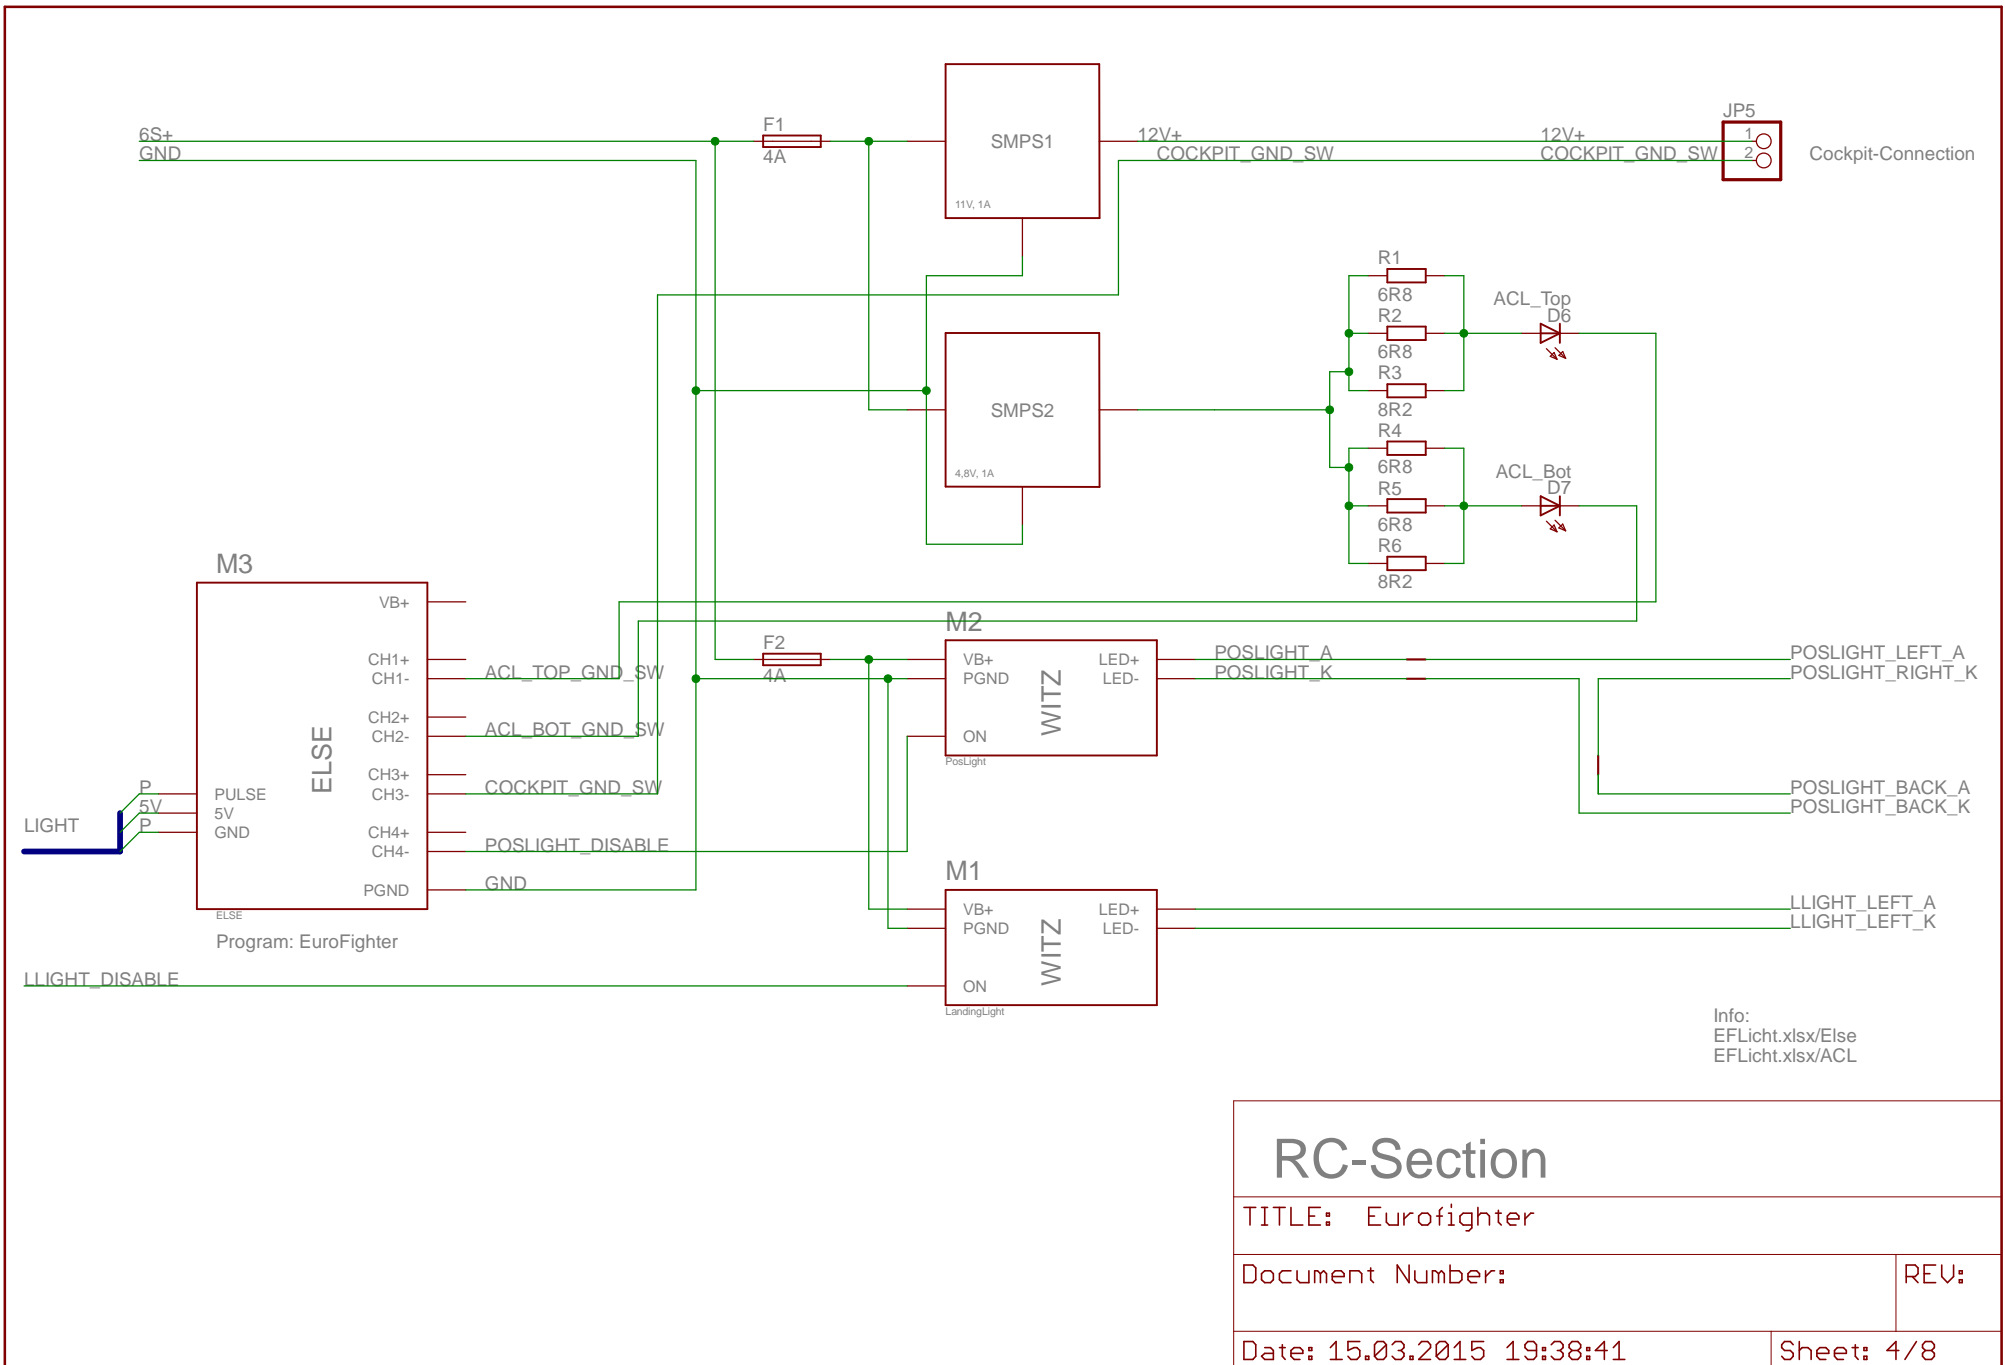 6S+
GND
F1
4A
SMPS1
11V, 1A
12V+
COCKPIT_GND_SW
12V+
COCKPIT_GND_SW
JP5
1
2
Cockpit-Connection
R1
6R8
R2
6R8
R3
8R2
R4
6R8
R5
6R8
R6
8R2
ACL_Top
D6
ACL_Bot
D7
SMPS2
4,8V, 1A
M3
VB+
CH1+
CH1-
CH2+
CH2-
CH3+
CH3-
CH4+
CH4-
PGND
PULSE
5V
GND
ELSE
ELSE
Program: EuroFighter
LIGHT
P
5V
P
ACL_TOP_GND_SW
ACL_BOT_GND_SW
COCKPIT_GND_SW
POSLIGHT_DISABLE
GND
F2
4A
M2
VB+
PGND
ON
WITZ
LED+
LED-
PosLight
POSLIGHT_A
POSLIGHT_K
POSLIGHT_LEFT_A
POSLIGHT_RIGHT_K
POSLIGHT_BACK_A
POSLIGHT_BACK_K
M1
VB+
PGND
ON
WITZ
LED+
LED-
LandingLight
LLIGHT_LEFT_A
LLIGHT_LEFT_K
LLIGHT_DISABLE
Info:
EFLicht.xlsx/Else
EFLicht.xlsx/ACL
RC-Section
TITLE: Eurofighter
Document Number:
REV:
Date: 15.03.2015 19:38:41
Sheet: 4/8